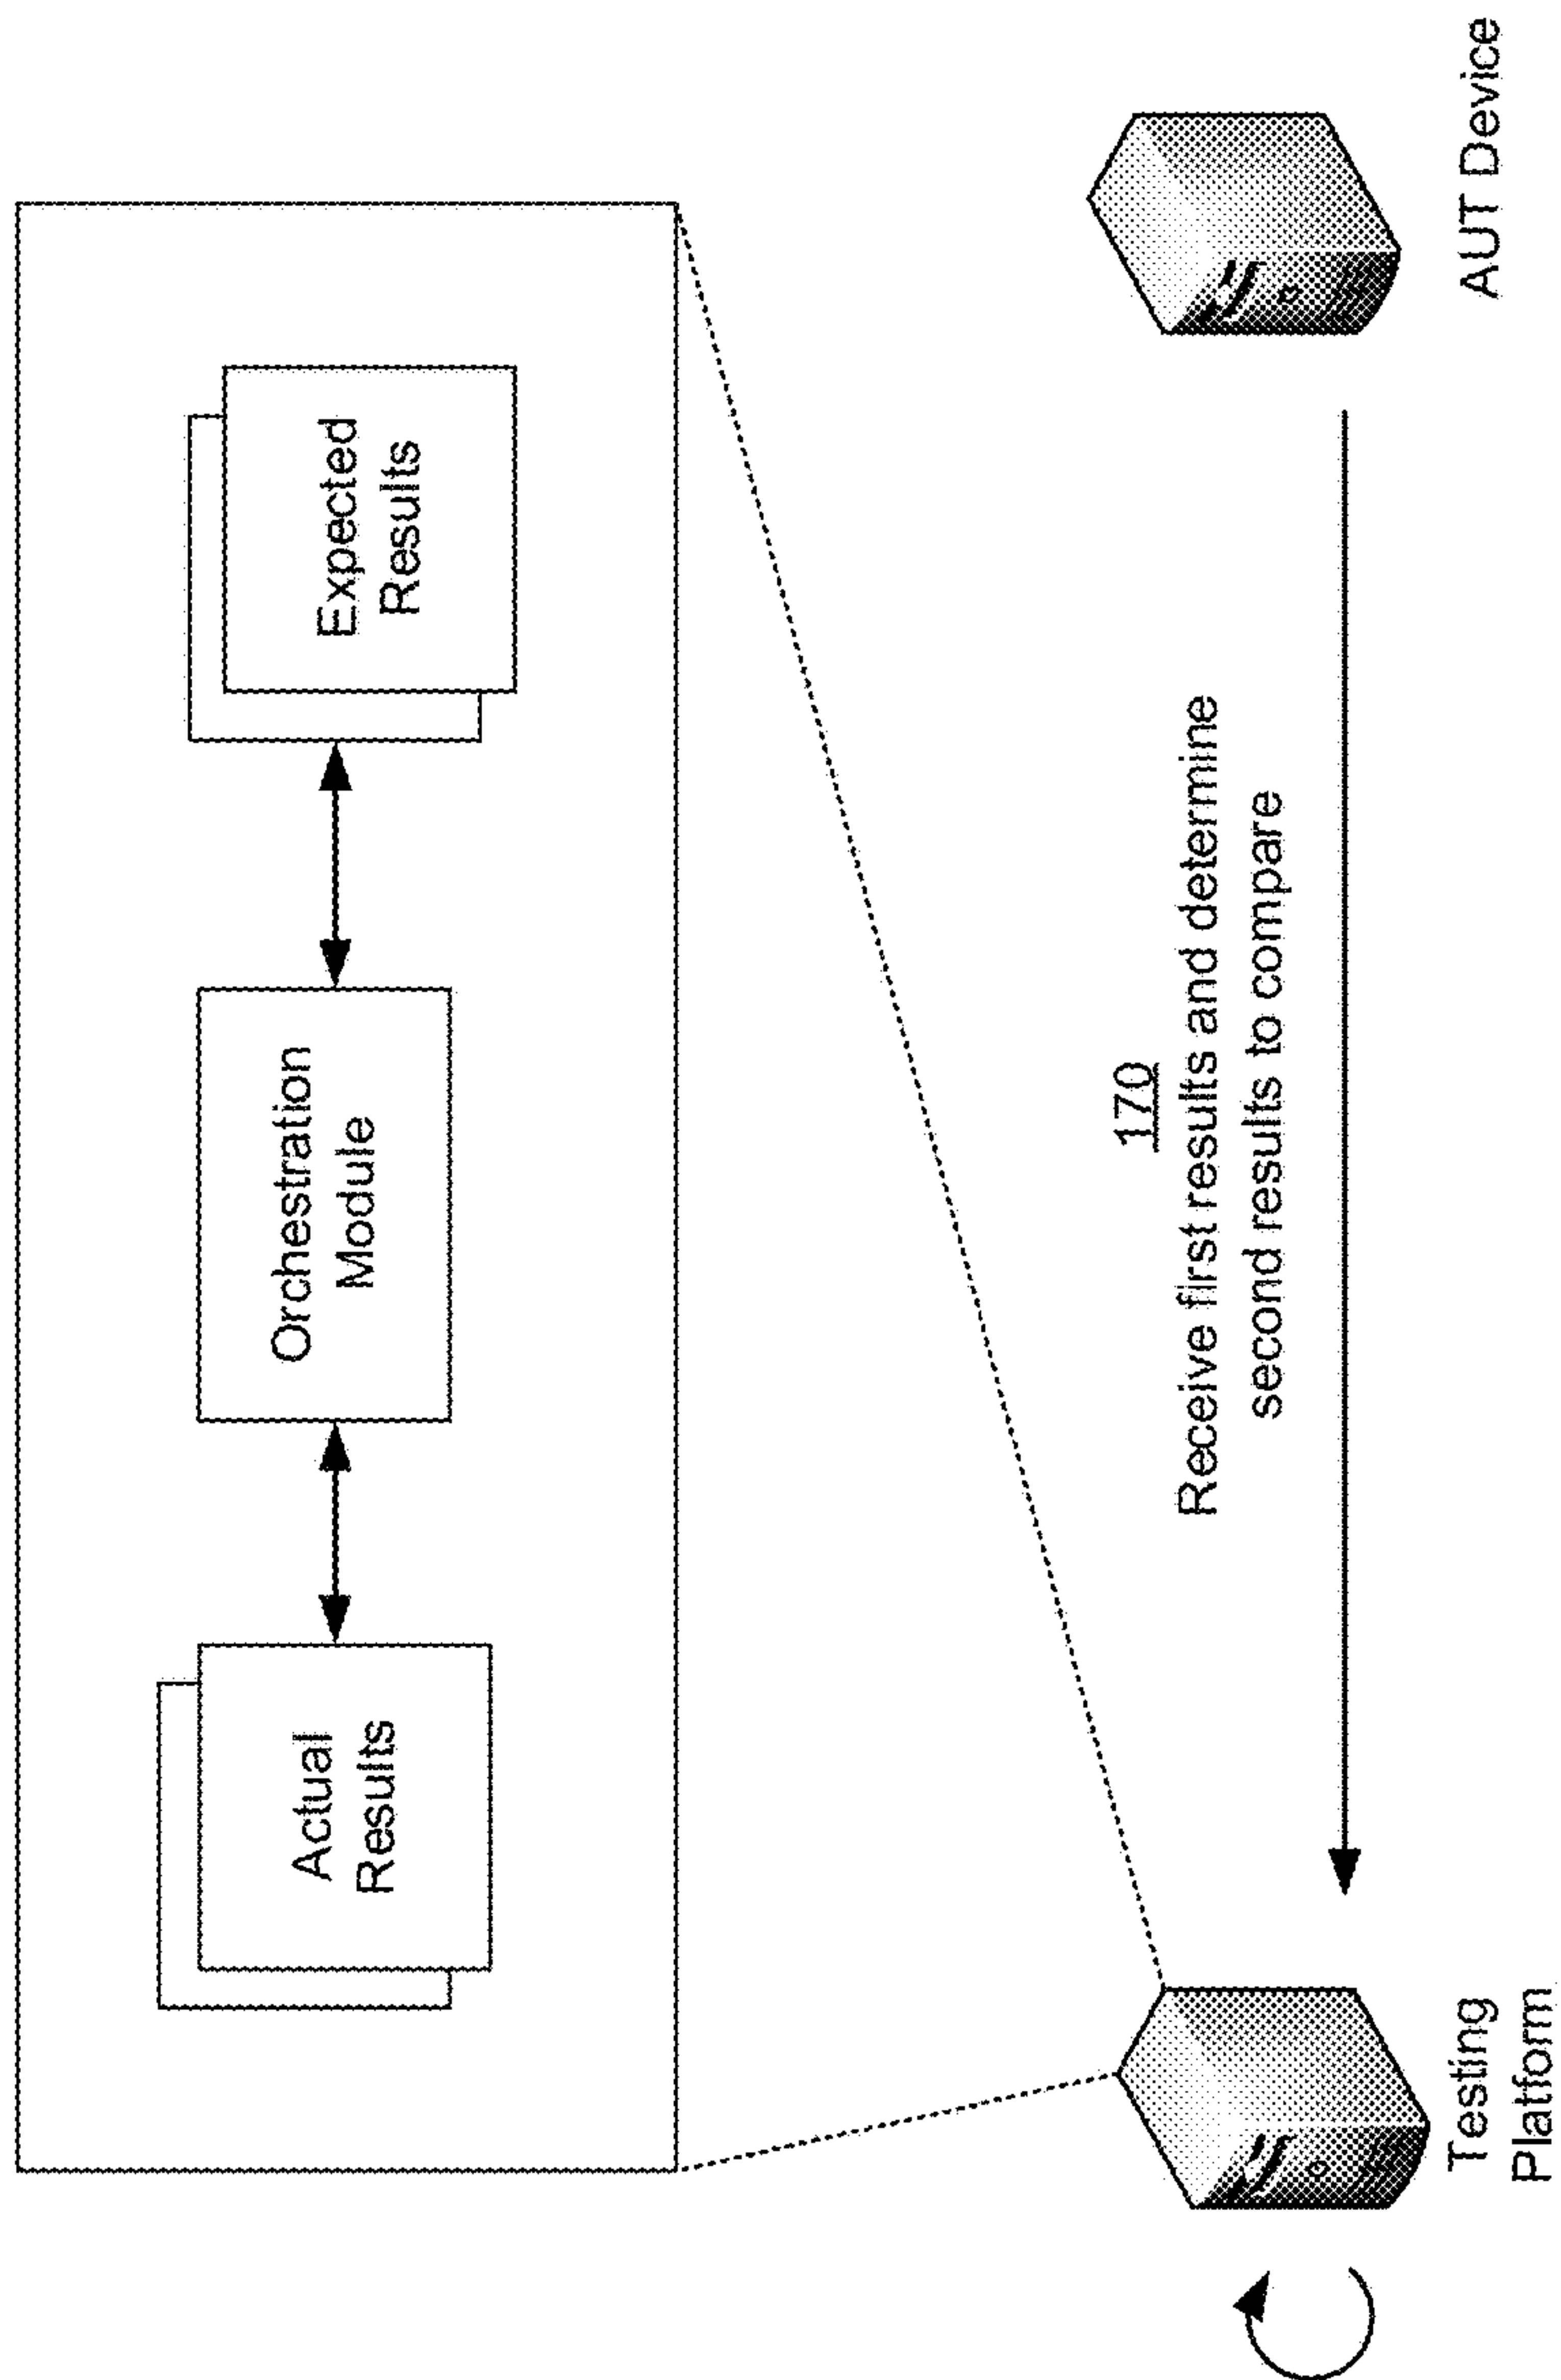 Actual
Results
Orchestration
Module
Expected
Results
170
Receive first results and determine
second results to compare
Testing
Platform
AUT Device